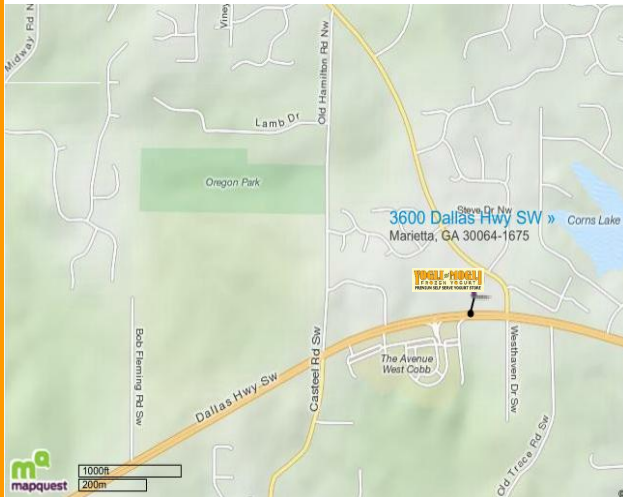 Midway Rd N
Viney
Old Hamilton Rd Nw
Lamb Dr
Oregon Park
Steve Dr Nw
3600 Dallas Hwy SW »
Marietta, GA 30064-1675
Corns Lake
YOGLI MOGLI
FROZEN YOGURT
PREMIUM SELF SERVE YOGURT STORE
Bob Fleming Rd Sw
Casteel Rd Sw
Dallas Hwy Sw
The Avenue
West Cobb
Westhaven Dr Sw
Old Trace Rd Sw
mapquest
1000ft
200m
©